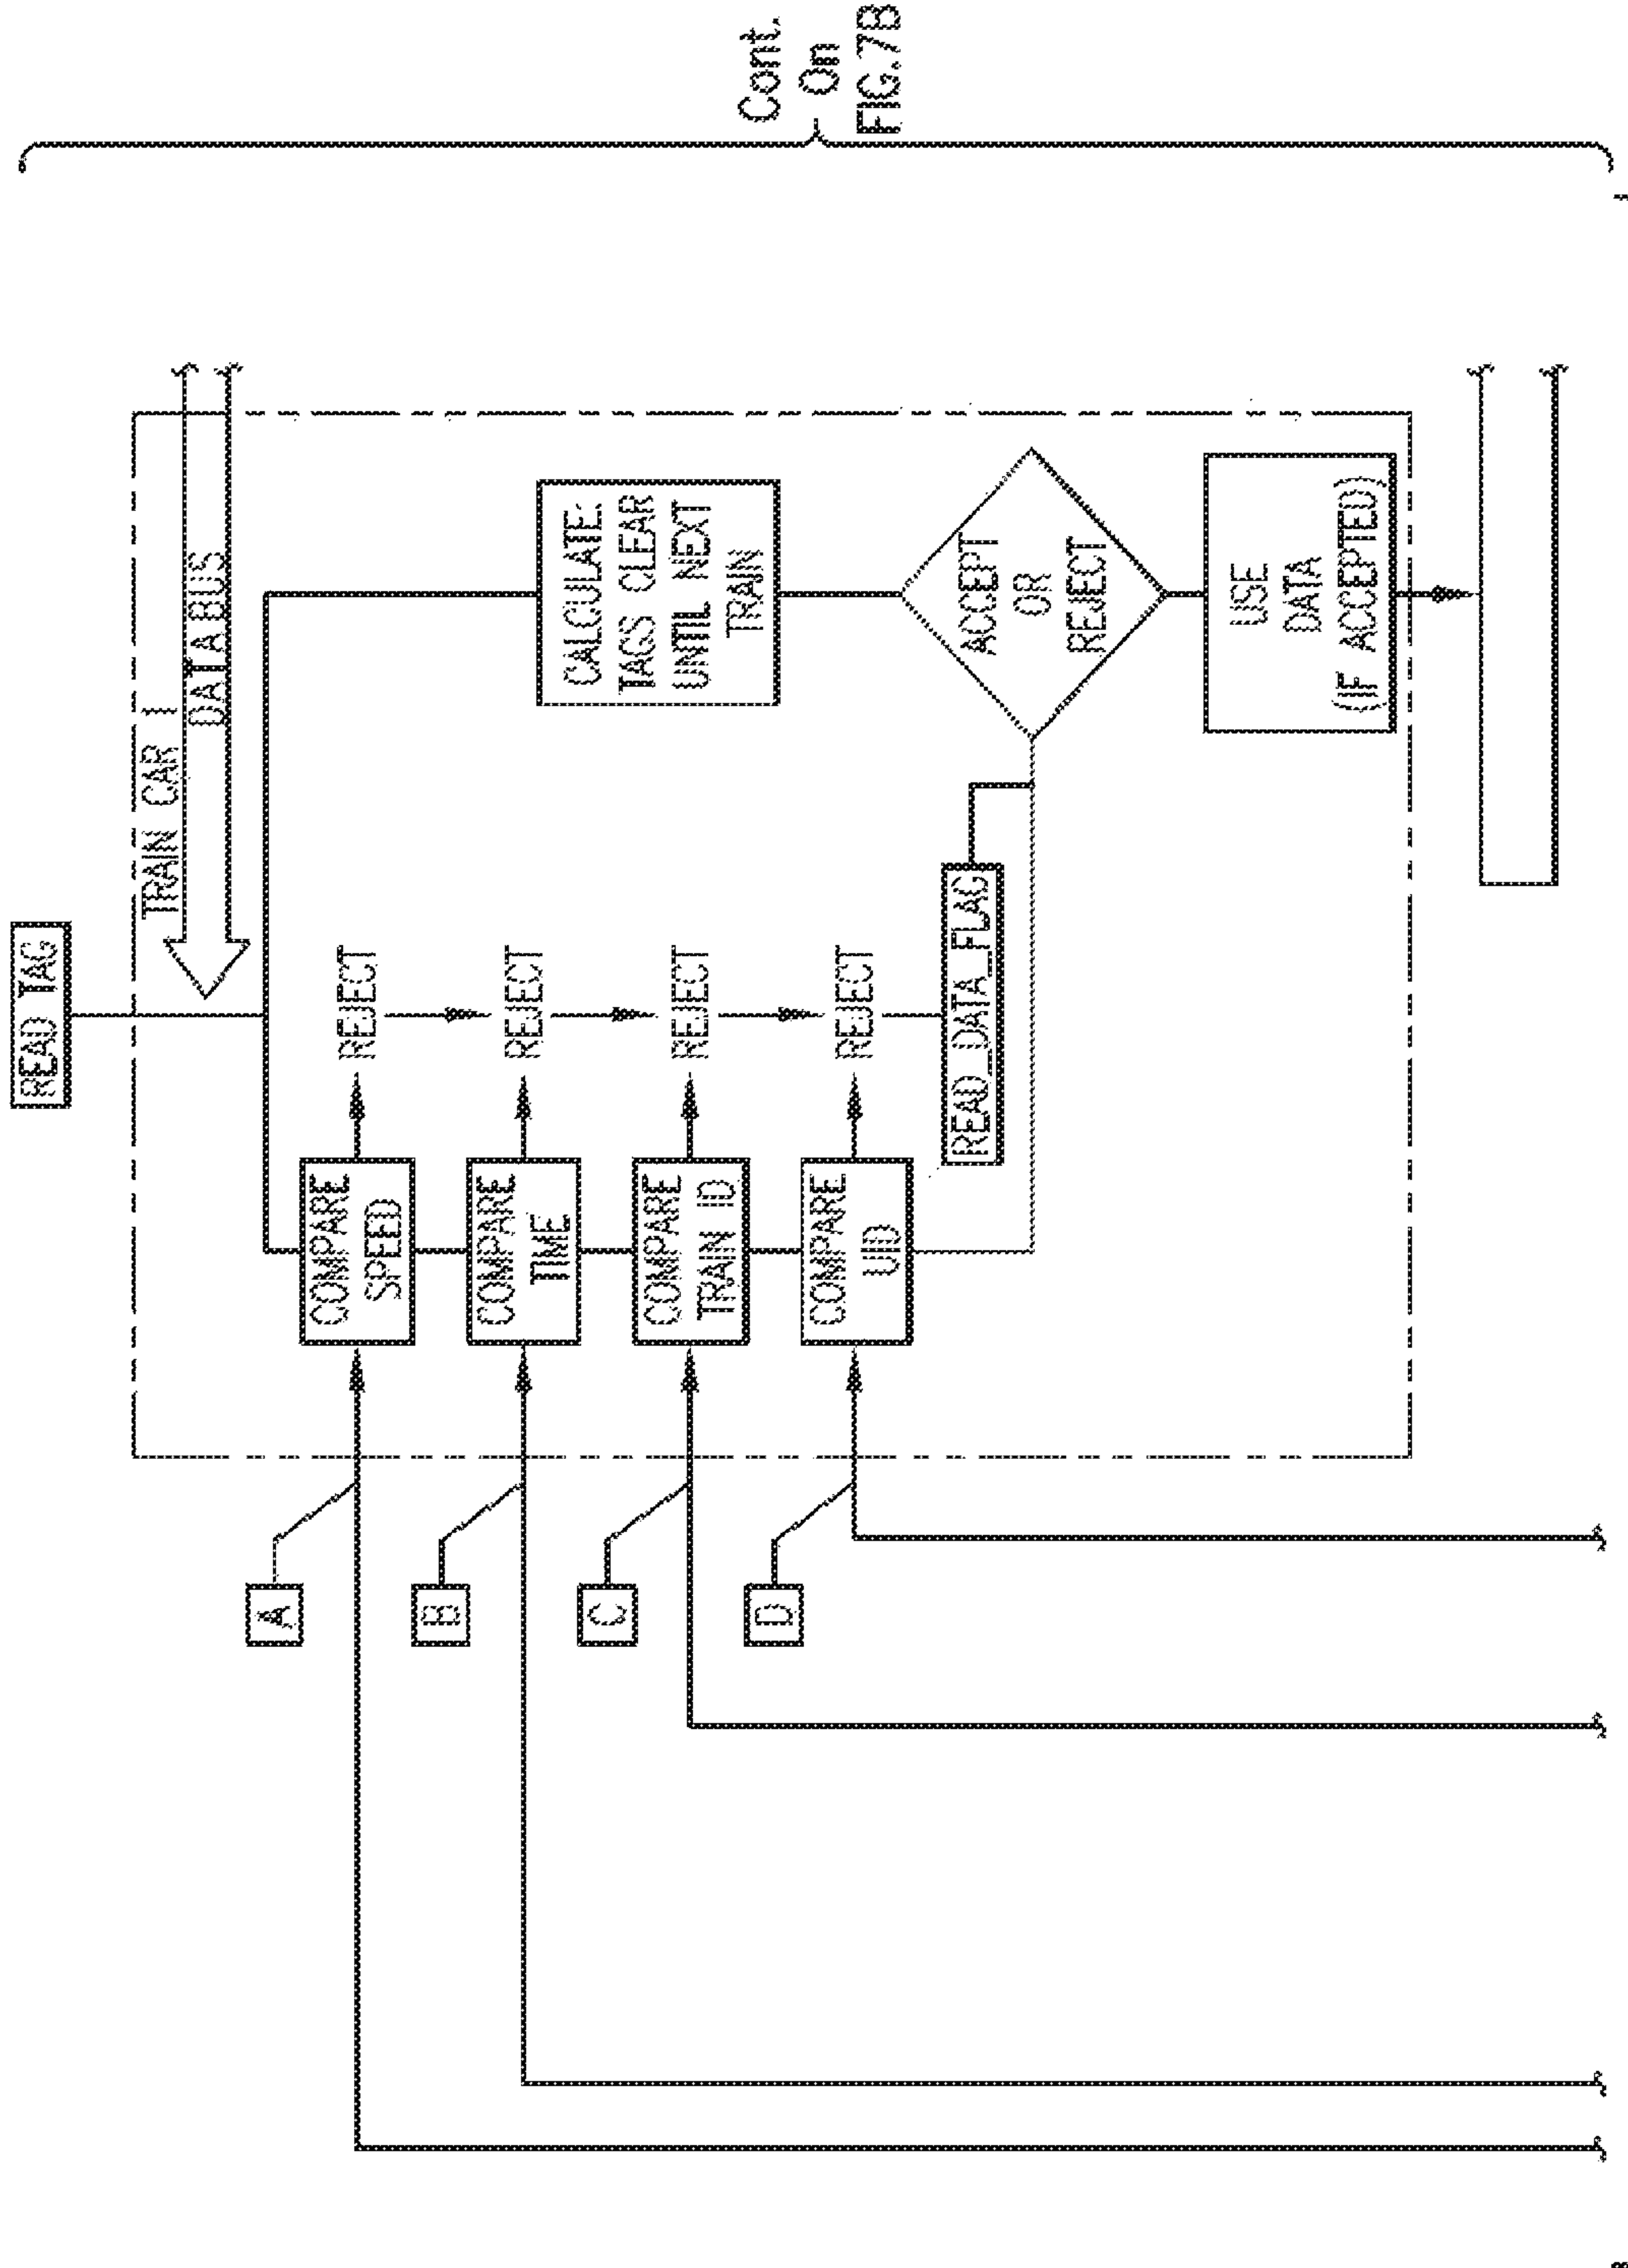 Cont.
On
FIG.7B
READ TAG
TRAIN CAR 1
DATA BUS
A
COMPARE
SPEED
REJECT
B
COMPARE
TIME
REJECT
C
COMPARE
TRAIN ID
REJECT
D
COMPARE
UID
REJECT
READ_DATA_FLAG
CALCULATE:
TAGS CLEAR
UNTIL NEXT
TRAIN
ACCEPT
OR
REJECT
USE
DATA
(IF ACCEPTED)